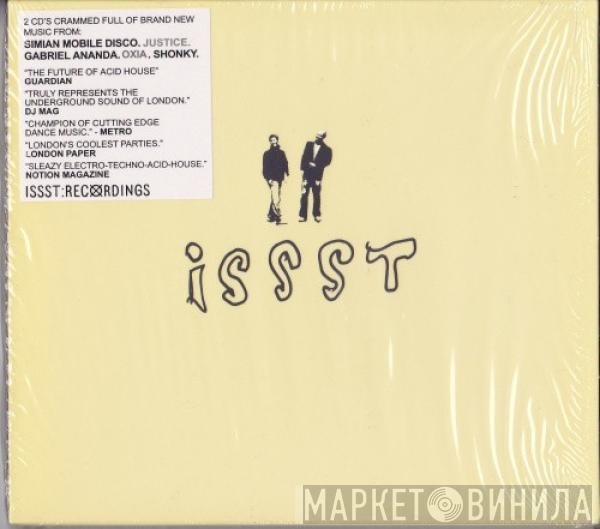 2 CD'S CRAMMED FULL OF BRAND NEW
MUSIC FROM:
SIMIAN MOBILE DISCO. JUSTICE.
GABRIEL ANANDA. OXIA, SHONKY.
"THE FUTURE OF ACID HOUSE"
GUARDIAN
"TRULY REPRESENTS THE
UNDERGROUND SOUND OF LONDON."
DJ MAG
"CHAMPION OF CUTTING EDGE
DANCE MUSIC." - METRO
"LONDON'S COOLEST PARTIES."
LONDON PAPER
"SLEAZY ELECTRO-TECHNO-ACID-HOUSE."
NOTION MAGAZINE
ISSST:RECORDINGS
iSSST
МАРКЕТ ВИНИЛА